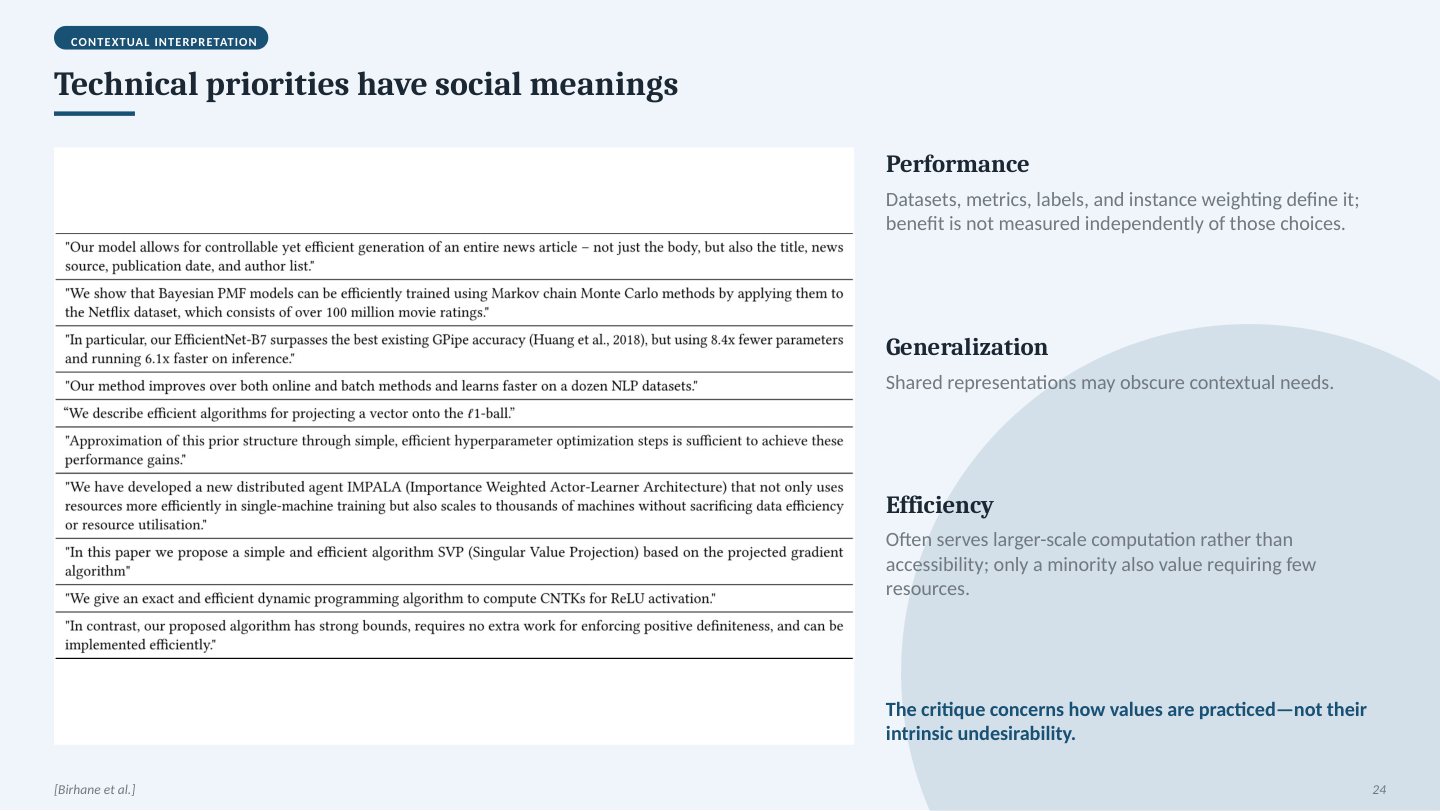 CONTEXTUAL INTERPRETATION
Technical priorities have social meanings
"Our model allows for controllable yet efficient generation of an entire news article – not just the body, but also the title, news
source, publication date, and author list."
"We show that Bayesian PMF models can be efficiently trained using Markov chain Monte Carlo methods by applying them to
the Netflix dataset, which consists of over 100 million movie ratings."
"In particular, our EfficientNet-B7 surpasses the best existing GPipe accuracy (Huang et al., 2018), but using 8.4x fewer parameters
and running 6.1x faster on inference."
"Our method improves over both online and batch methods and learns faster on a dozen NLP datasets."
“We describe efficient algorithms for projecting a vector onto the ℓ1-ball.”
"Approximation of this prior structure through simple, efficient hyperparameter optimization steps is sufficient to achieve these
performance gains."
"We have developed a new distributed agent IMPALA (Importance Weighted Actor-Learner Architecture) that not only uses
resources more efficiently in single-machine training but also scales to thousands of machines without sacrificing data efficiency
or resource utilisation."
"In this paper we propose a simple and efficient algorithm SVP (Singular Value Projection) based on the projected gradient
algorithm"
"We give an exact and efficient dynamic programming algorithm to compute CNTKs for ReLU activation."
"In contrast, our proposed algorithm has strong bounds, requires no extra work for enforcing positive definiteness, and can be
implemented efficiently."
Performance
Datasets, metrics, labels, and instance weighting define it;
benefit is not measured independently of those choices.
Generalization
Shared representations may obscure contextual needs.
Efficiency
Often serves larger-scale computation rather than
accessibility; only a minority also value requiring few
resources.
The critique concerns how values are practiced—not their
intrinsic undesirability.
[Birhane et al.]
24